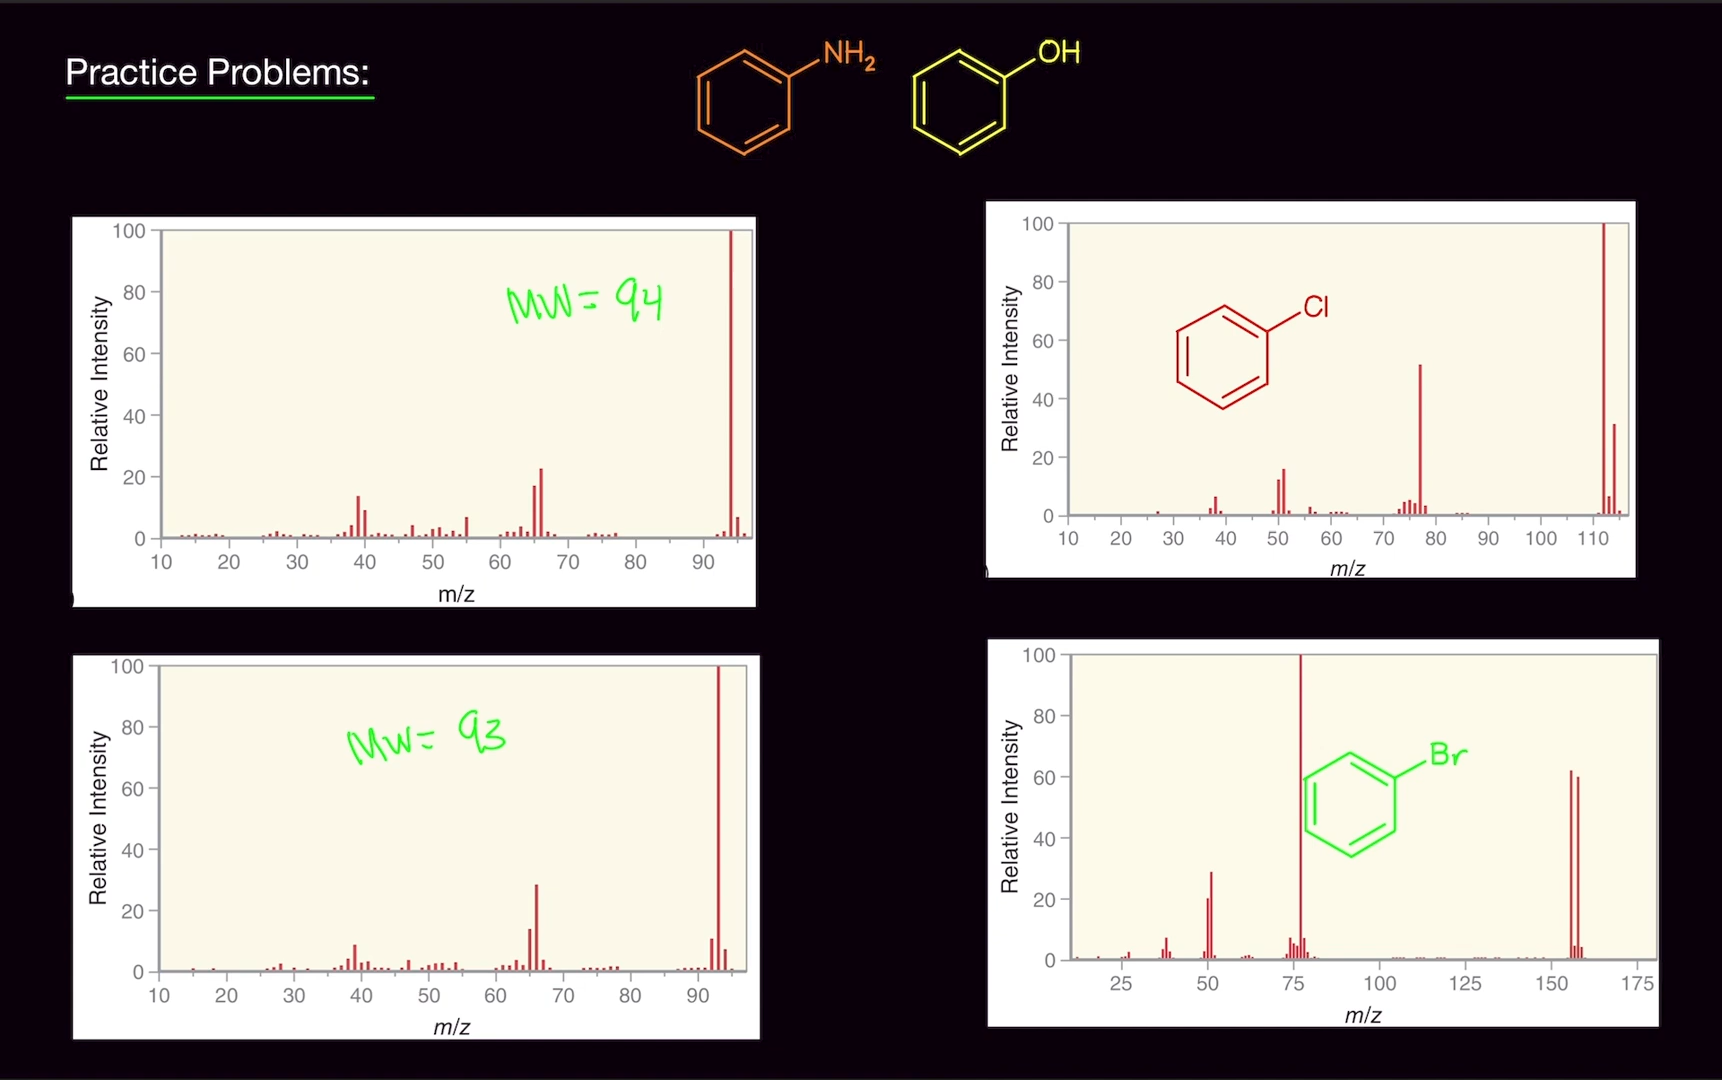 Practice Problems:
NH2
OH
100
80
60
40
20
0
Relative Intensity
MW= 94
10 20 30 40 50 60 70 80 90
m/z
100
80
60
40
20
0
Relative Intensity
Cl
10 20 30 40 50 60 70 80 90 100 110
m/z
100
80
60
40
20
0
Relative Intensity
MW= 93
10 20 30 40 50 60 70 80 90
m/z
100
80
60
40
20
0
Relative Intensity
Br
25 50 75 100 125 150 175
m/z